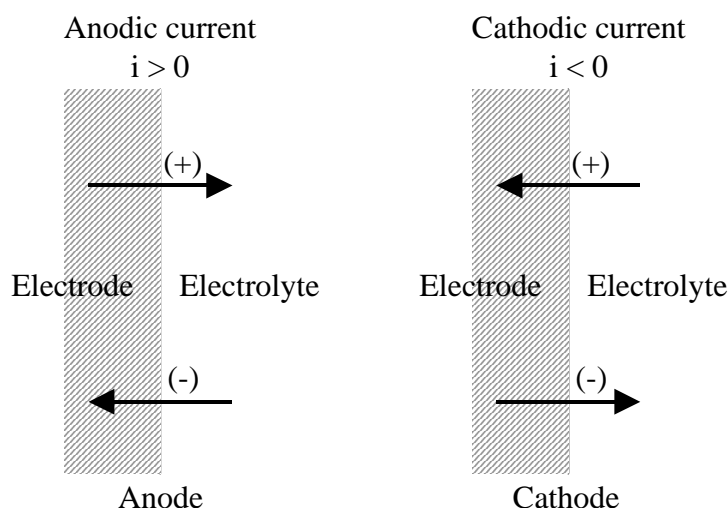 Anodic current
i > 0
(+)
Electrode
Electrolyte
(-)
Anode
Cathodic current
i < 0
(+)
Electrode
Electrolyte
(-)
Cathode